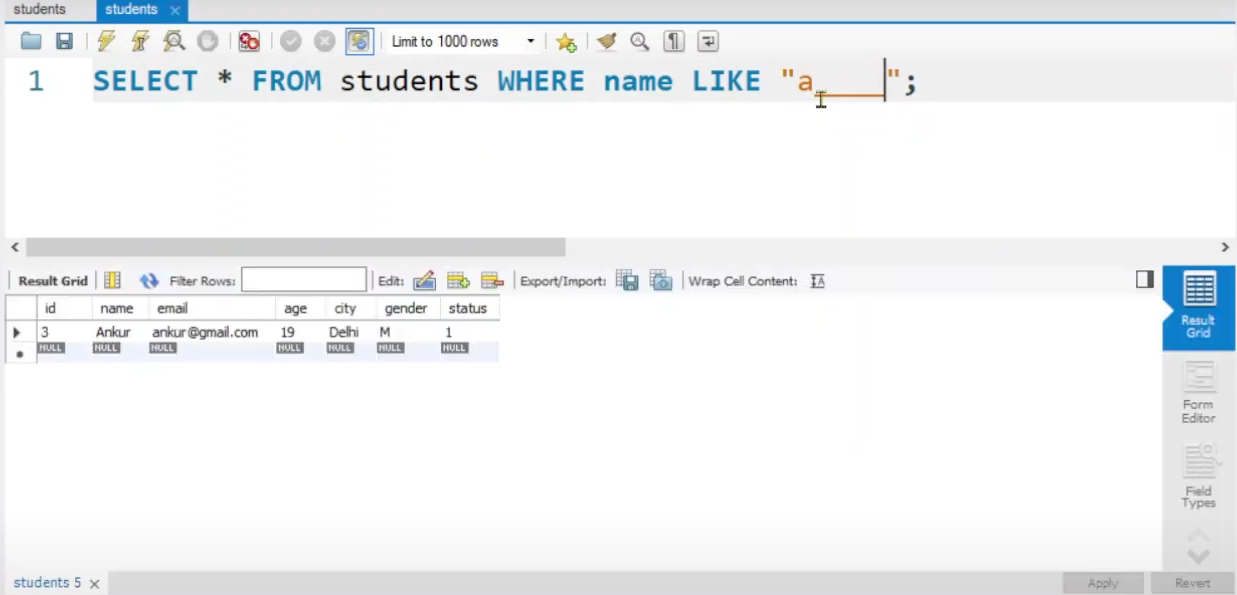 students
students
Limit to 1000 rows
1 SELECT * FROM students WHERE name LIKE "a____";
Result Grid Filter Rows: Edit: Export/Import: Wrap Cell Content:
id name email age city gender status
3 Ankur ankur@gmail.com 19 Delhi M 1
NULL NULL NULL NULL NULL NULL NULL
Result
Grid
Form
Editor
Field
Types
students 5
Apply Revert